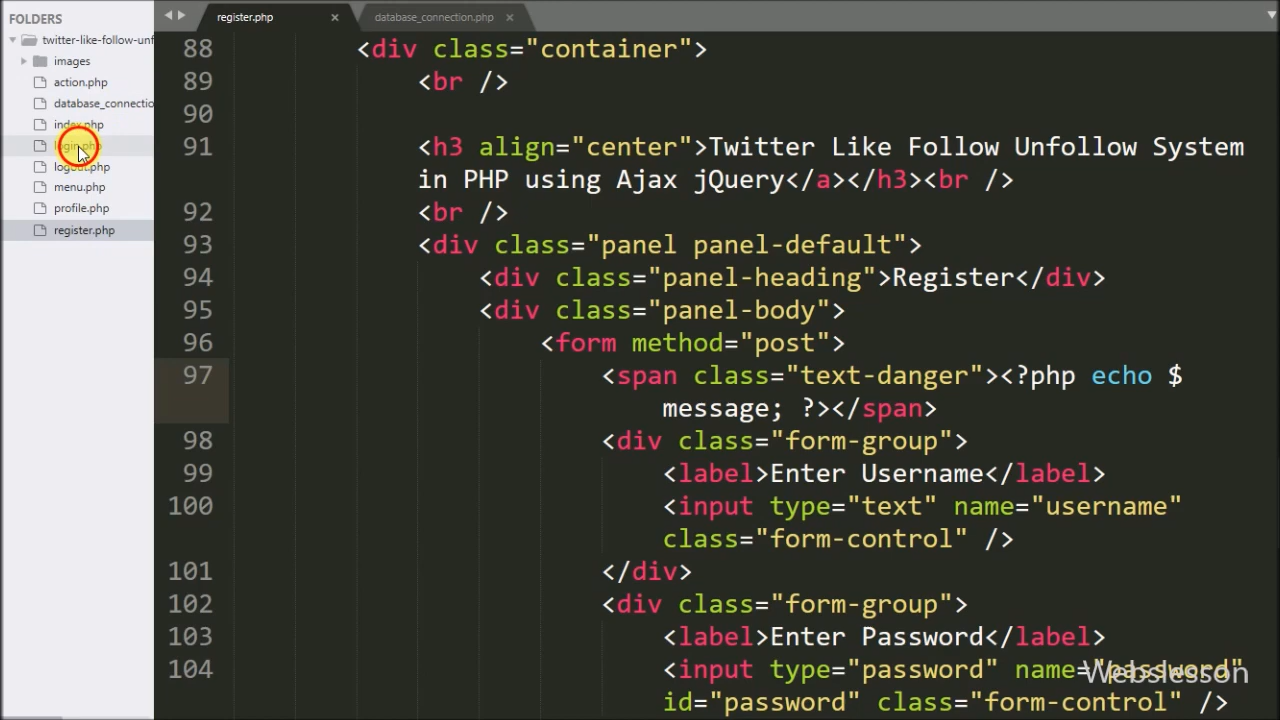 FOLDERS
twitter-like-follow-unf
images
action.php
database_connectio
index.php
login.php
logout.php
menu.php
profile.php
register.php
register.php
database_connection.php
88 <div class="container">
89 <br />
90
91 <h3 align="center">Twitter Like Follow Unfollow System
in PHP using Ajax jQuery</a></h3><br />
92 <br />
93 <div class="panel panel-default">
94 <div class="panel-heading">Register</div>
95 <div class="panel-body">
96 <form method="post">
97 <span class="text-danger"><?php echo $
message; ?></span>
98 <div class="form-group">
99 <label>Enter Username</label>
100 <input type="text" name="username"
class="form-control" />
101 </div>
102 <div class="form-group">
103 <label>Enter Password</label>
104 <input type="password" name="password"
id="password" class="form-control" />
Webslesson